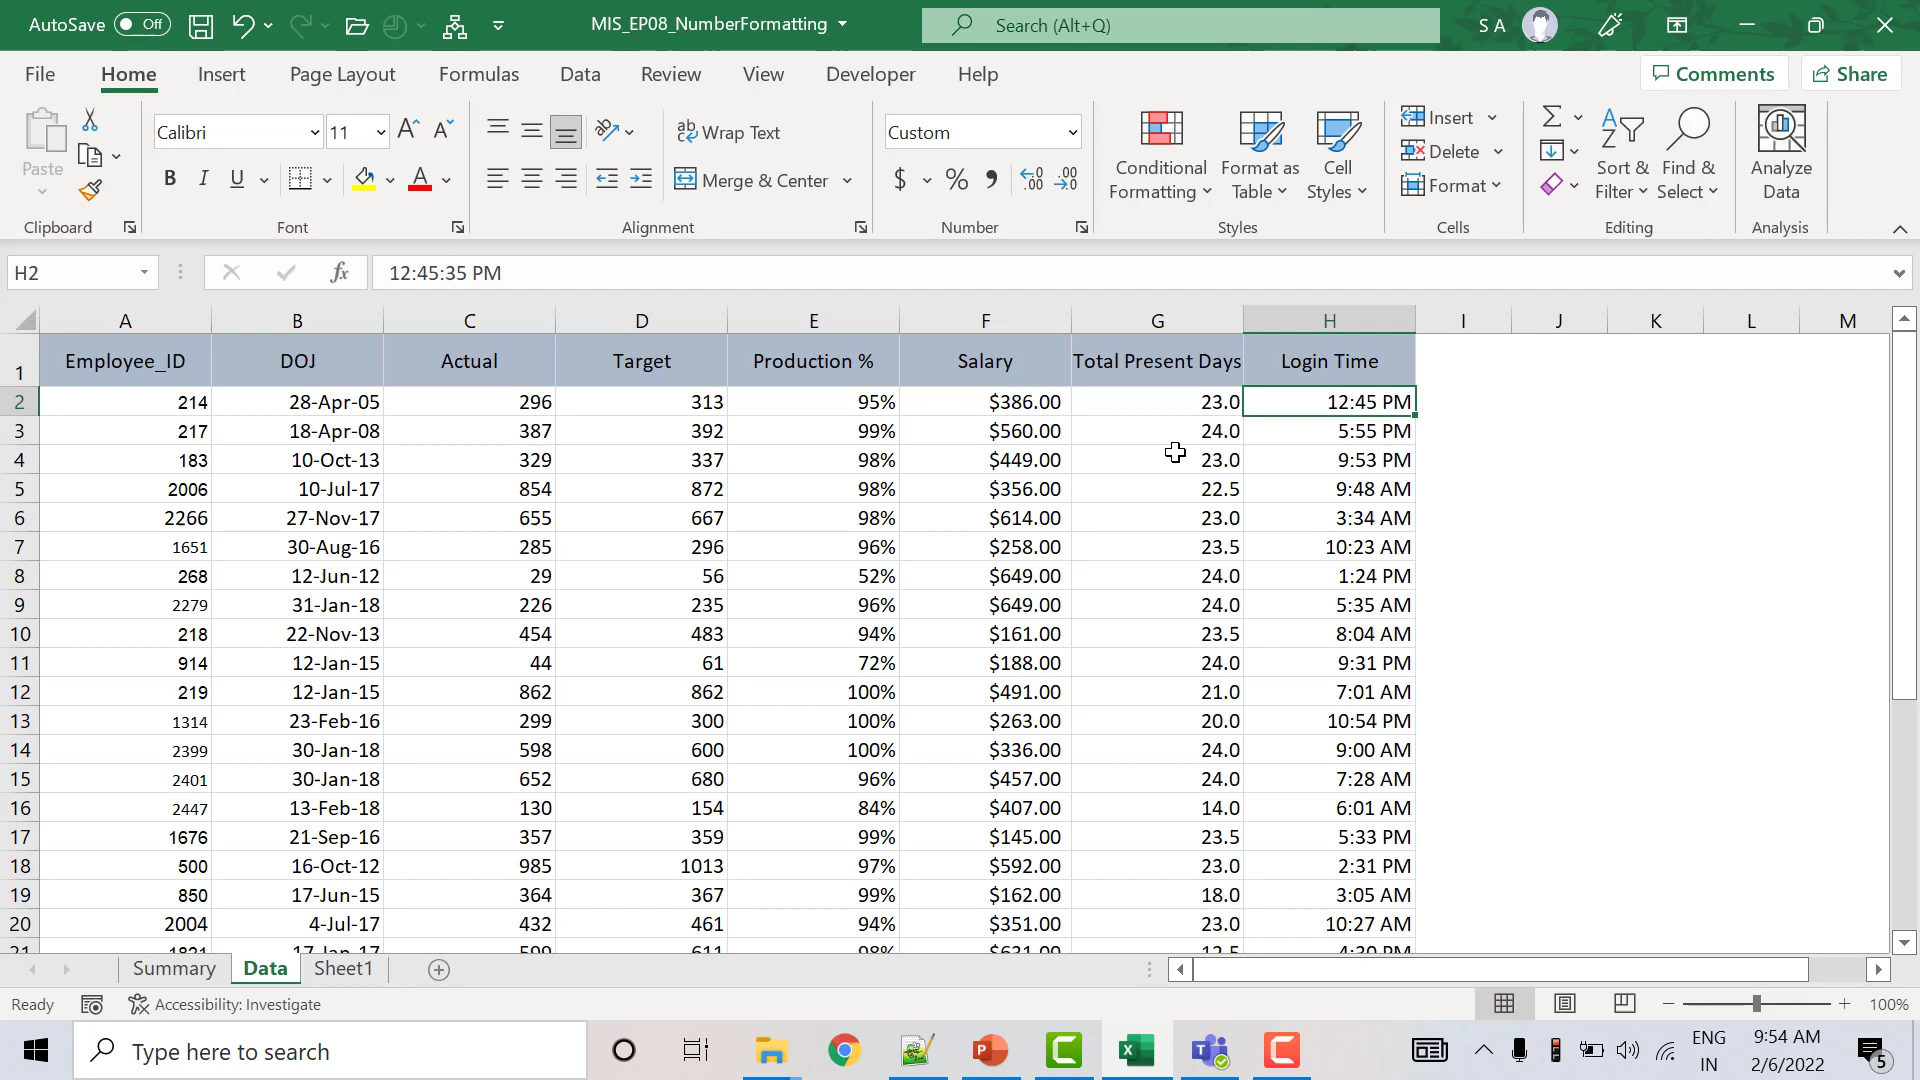 AutoSave Off MIS_EP08_NumberFormatting Search (Alt+Q) S A
File Home Insert Page Layout Formulas Data Review View Developer Help Comments Share
Paste Calibri 11 Wrap Text Custom Conditional Formatting Format as Table Cell Styles Insert Sort & Filter Find & Select Analyze Data
Delete
B I U Merge & Center $ % Format
Clipboard Font Alignment Number Styles Cells Editing Analysis
H2 fx 12:45:35 PM
A B C D E F G H I J K L M
1 Employee_ID DOJ Actual Target Production % Salary Total Present Days Login Time
2 214 28-Apr-05 296 313 95% $386.00 23.0 12:45 PM
3 217 18-Apr-08 387 392 99% $560.00 24.0 5:55 PM
4 183 10-Oct-13 329 337 98% $449.00 23.0 9:53 PM
5 2006 10-Jul-17 854 872 98% $356.00 22.5 9:48 AM
6 2266 27-Nov-17 655 667 98% $614.00 23.0 3:34 AM
7 1651 30-Aug-16 285 296 96% $258.00 23.5 10:23 AM
8 268 12-Jun-12 29 56 52% $649.00 24.0 1:24 PM
9 2279 31-Jan-18 226 235 96% $649.00 24.0 5:35 AM
10 218 22-Nov-13 454 483 94% $161.00 23.5 8:04 AM
11 914 12-Jan-15 44 61 72% $188.00 24.0 9:31 PM
12 219 12-Jan-15 862 862 100% $491.00 21.0 7:01 AM
13 1314 23-Feb-16 299 300 100% $263.00 20.0 10:54 PM
14 2399 30-Jan-18 598 600 100% $336.00 24.0 9:00 AM
15 2401 30-Jan-18 652 680 96% $457.00 24.0 7:28 AM
16 2447 13-Feb-18 130 154 84% $407.00 14.0 6:01 AM
17 1676 21-Sep-16 357 359 99% $145.00 23.5 5:33 PM
18 500 16-Oct-12 985 1013 97% $592.00 23.0 2:31 PM
19 850 17-Jun-15 364 367 99% $162.00 18.0 3:05 AM
20 2004 4-Jul-17 432 461 94% $351.00 23.0 10:27 AM
21 1821 17-Jan-17 599 611 98% $631.00 12.5 4:30 PM
Summary Data Sheet1
Ready Accessibility: Investigate 100%
Type here to search ENG IN 9:54 AM 2/6/2022 5